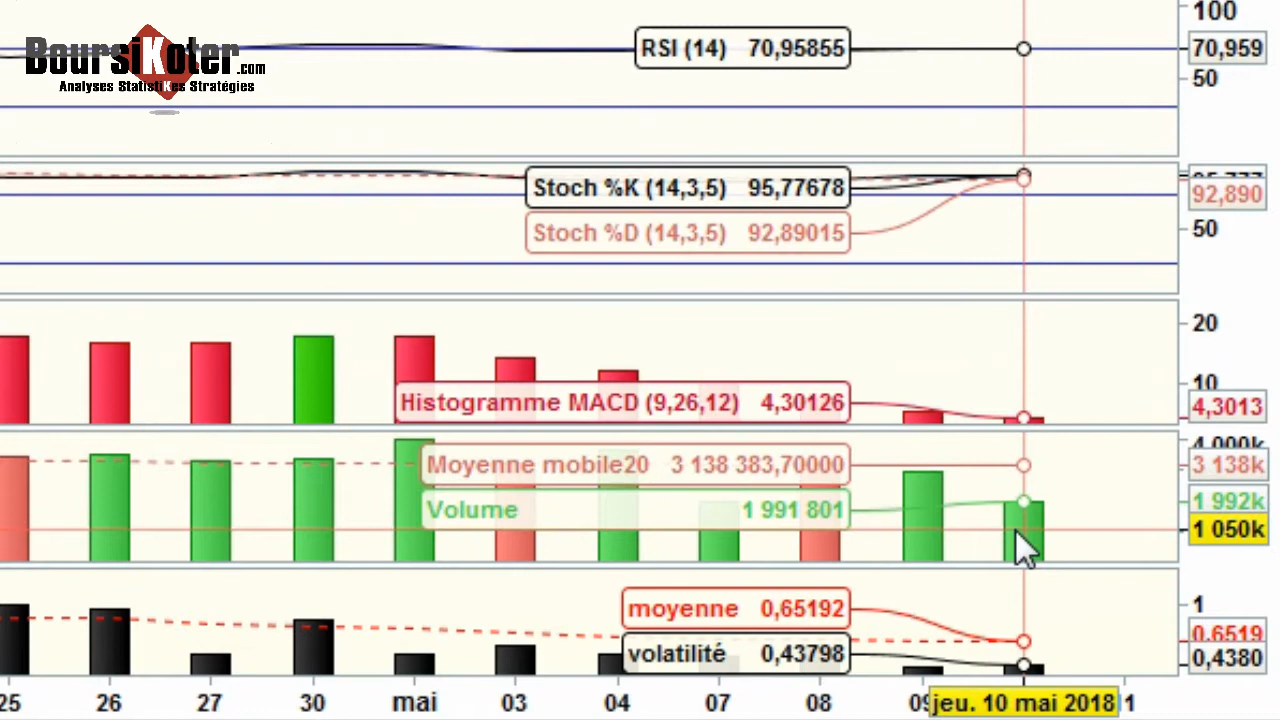 BoursiKoter.com
Analyses StatistiKes Stratégies
100
RSI (14) 70,95855
70,959
50
Stoch %K (14,3,5) 95,77678
92,890
Stoch %D (14,3,5) 92,89015
50
20
10
Histogramme MACD (9,26,12) 4,30126
4,3013
4 000k
Moyenne mobile20 3 138 383,70000
3 138k
Volume 1 991 801
1 992k
1 050k
1
moyenne 0,65192
0,6519
volatilité 0,43798
0,4380
25 26 27 30 mai 03 04 07 08 09 jeu. 10 mai 2018